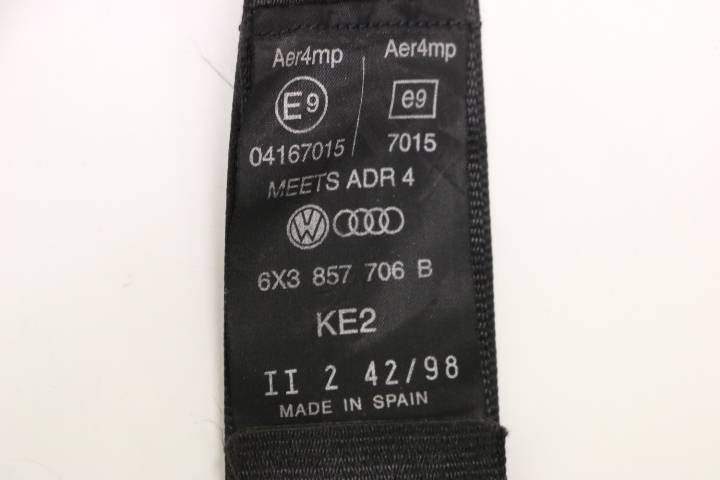 Aer4mp Aer4mp
E9 e9
04167015 7015
MEETS ADR 4
VW
6X3 857 706 B
KE2
II 2 42/98
MADE IN SPAIN